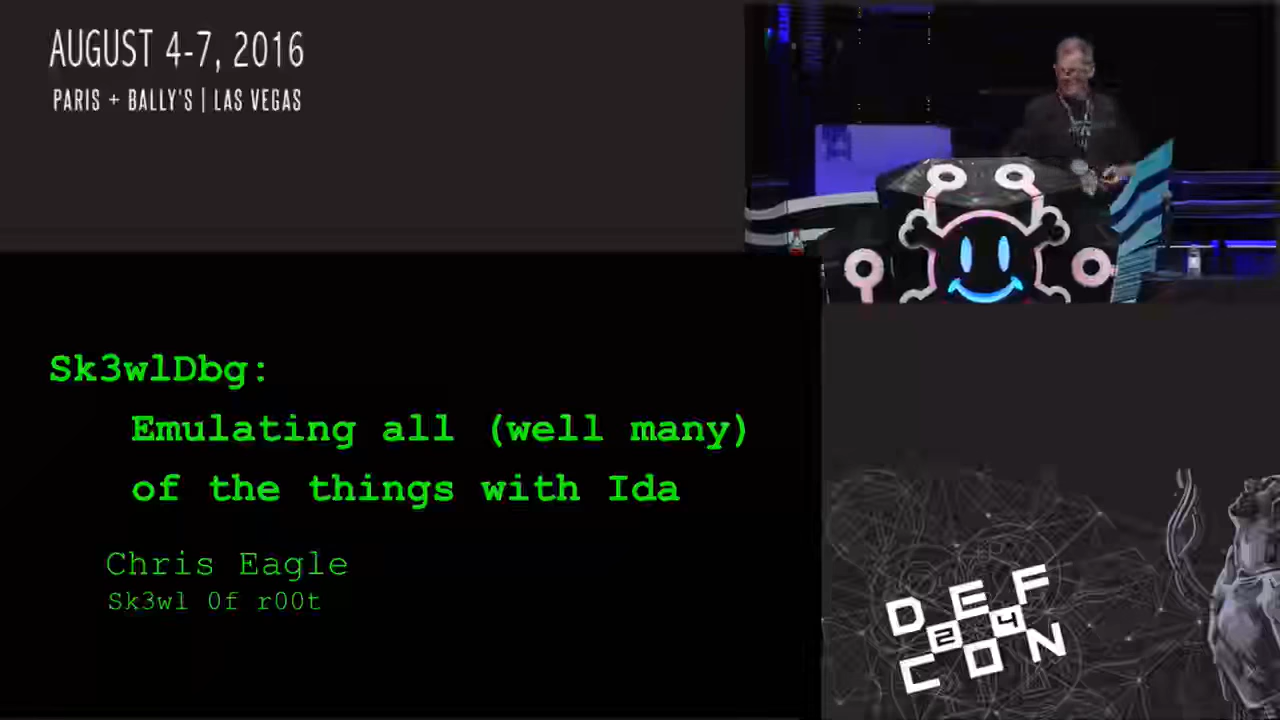 AUGUST 4-7, 2016
PARIS + BALLY'S | LAS VEGAS
Sk3wlDbg:
Emulating all (well many)
of the things with Ida
Chris Eagle
Sk3wl 0f r00t
DEF
24
CON